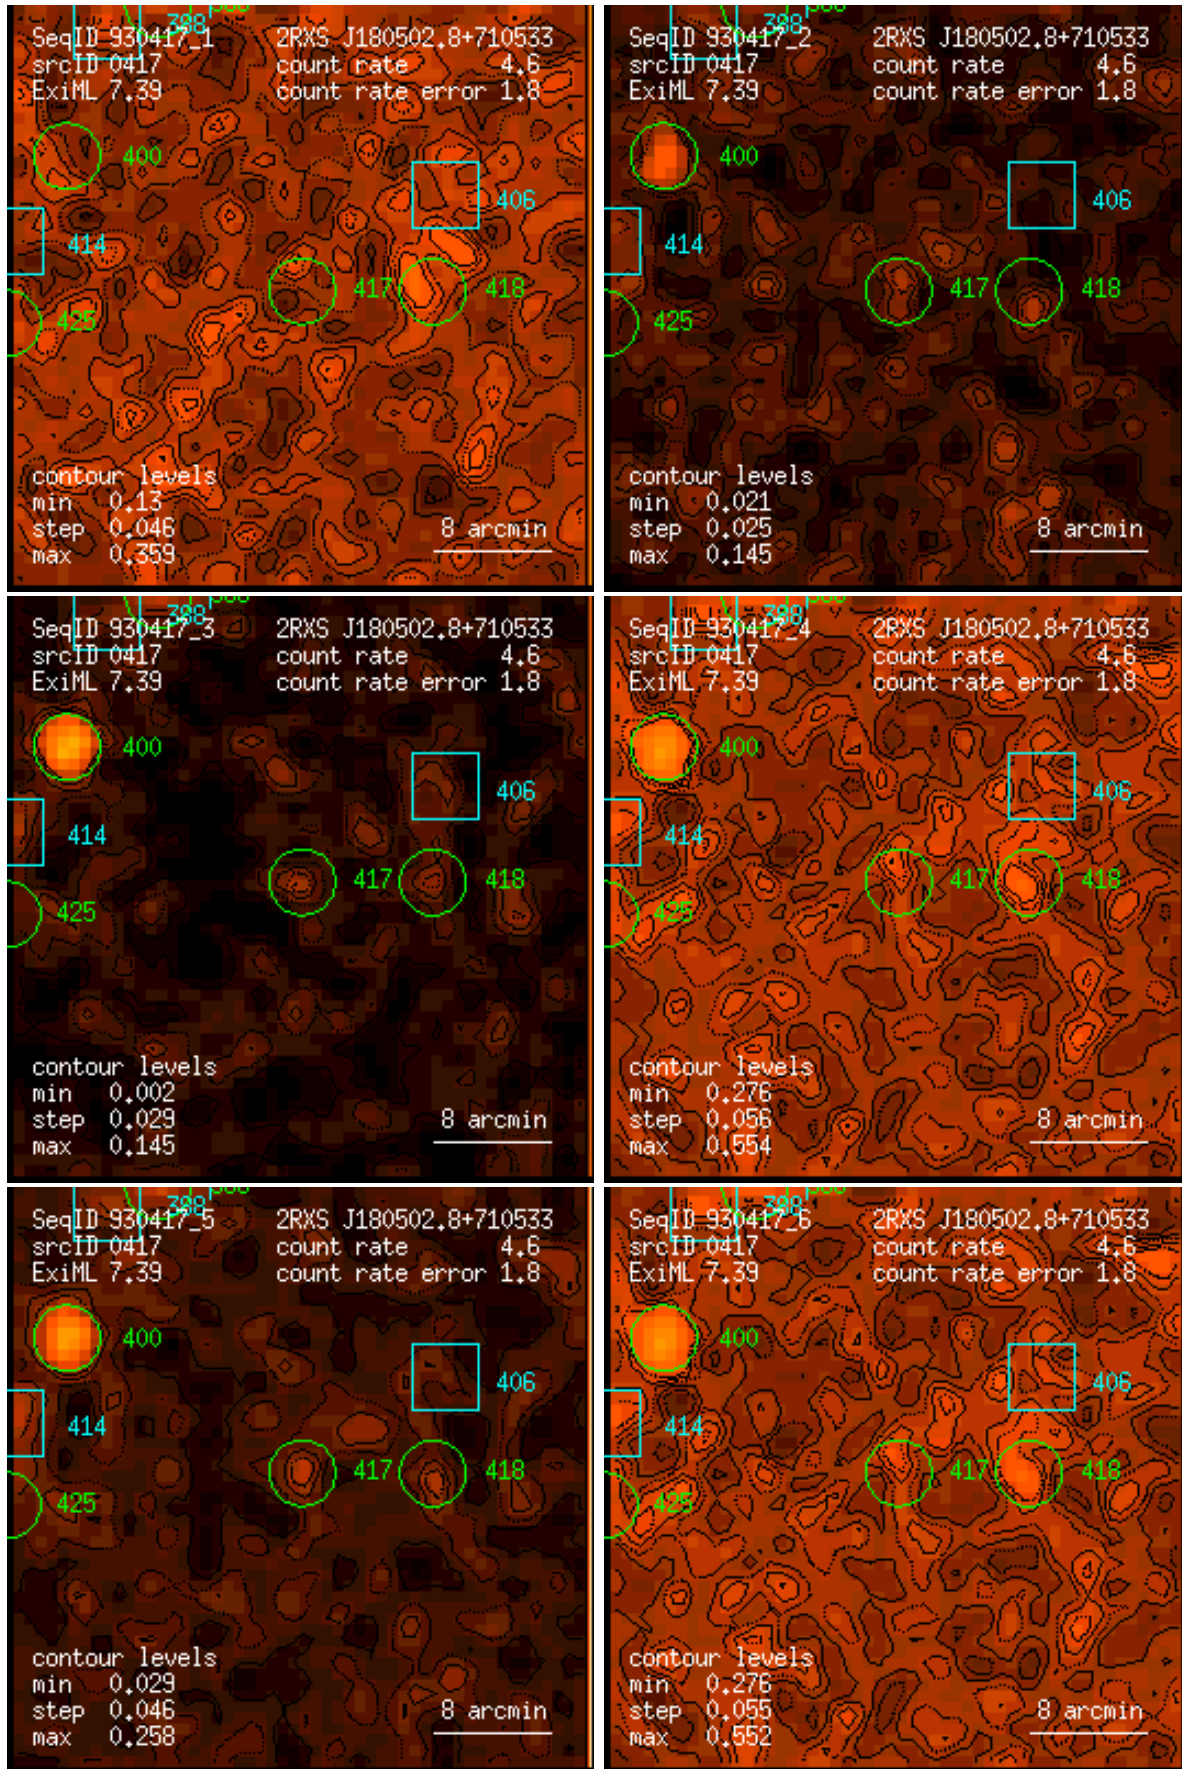 398
SeqID 930417_1 2RXS J180502.8+710533
srcID 0417 count rate 4.6
ExiML 7.39 count rate error 1.8
400
406
414
417 418
425
contour levels
min 0.13
step 0.046 8 arcmin
max 0.359
398
SeqID 930417_2 2RXS J180502.8+710533
srcID 0417 count rate 4.6
ExiML 7.39 count rate error 1.8
400
406
414
417 418
425
contour levels
min 0.021
step 0.025 8 arcmin
max 0.145
398
SeqID 930417_3 2RXS J180502.8+710533
srcID 0417 count rate 4.6
ExiML 7.39 count rate error 1.8
400
406
414
417 418
425
contour levels
min 0.002
step 0.029 8 arcmin
max 0.145
398
SeqID 930417_4 2RXS J180502.8+710533
srcID 0417 count rate 4.6
ExiML 7.39 count rate error 1.8
400
406
414
417 418
425
contour levels
min 0.276
step 0.056 8 arcmin
max 0.554
398
SeqID 930417_5 2RXS J180502.8+710533
srcID 0417 count rate 4.6
ExiML 7.39 count rate error 1.8
400
406
414
417 418
425
contour levels
min 0.029
step 0.046 8 arcmin
max 0.258
398
SeqID 930417_6 2RXS J180502.8+710533
srcID 0417 count rate 4.6
ExiML 7.39 count rate error 1.8
400
406
414
417 418
425
contour levels
min 0.276
step 0.055 8 arcmin
max 0.552